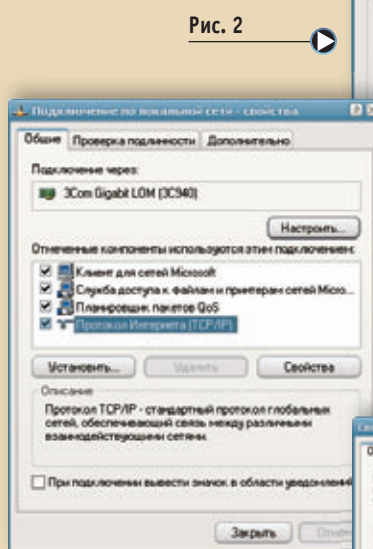 Рис. 2
Подключение по локальной сети - свойства
Общие Проверка подлинности Дополнительно
Подключение через:
3Com Gigabit LOM (3C940)
Настроить...
Отмеченные компоненты используются этим подключением:
Клиент для сетей Microsoft
Служба доступа к файлам и принтерам сетей Micro...
Планировщик пакетов QoS
Протокол Интернета (TCP/IP)
Установить... Удалить Свойства
Описание
Протокол TCP/IP - стандартный протокол глобальных
сетей, обеспечивающий связь между различными
взаимодействующими сетями.
При подключении вывести значок в области уведомлений
Закрыть